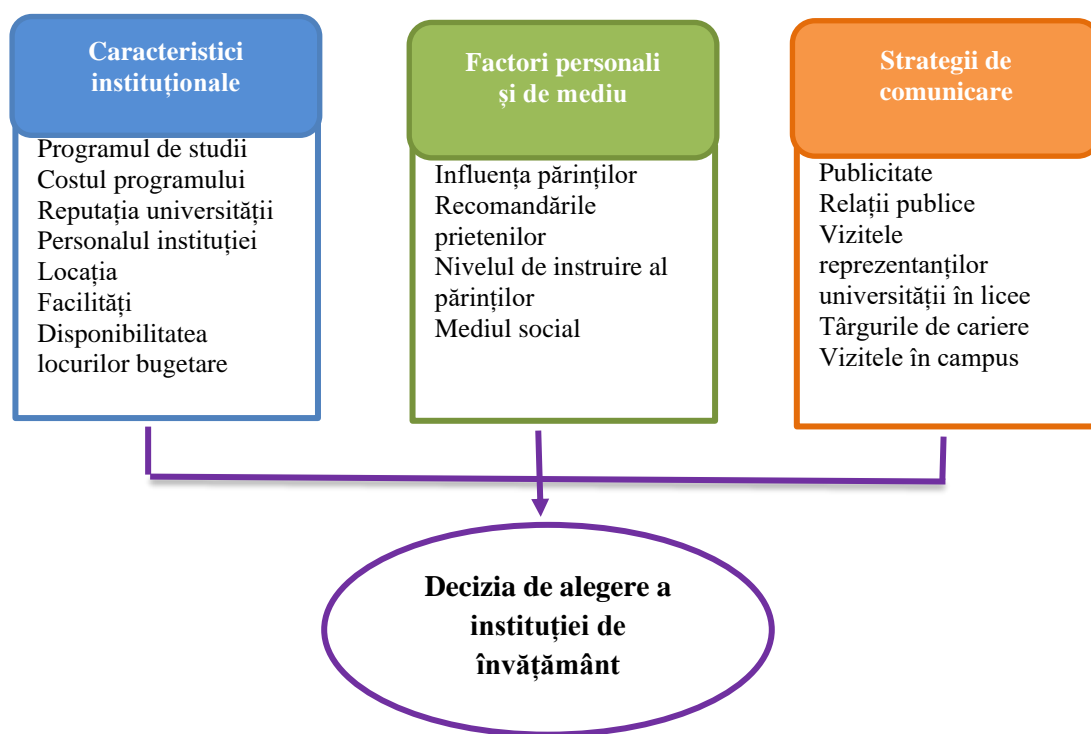 Caracteristici
instituționale
Programul de studii
Costul programului
Reputația universității
Personalul instituției
Locația
Facilități
Disponibilitatea
locurilor bugetare
Factori personali
și de mediu
Influența părinților
Recomandările
prietenilor
Nivelul de instruire al
părinților
Mediul social
Strategii de
comunicare
Publicitate
Relații publice
Vizitele
reprezentanților
universității în licee
Târgurile de cariere
Vizitele în campus
Decizia de alegere a
instituției de
învățământ